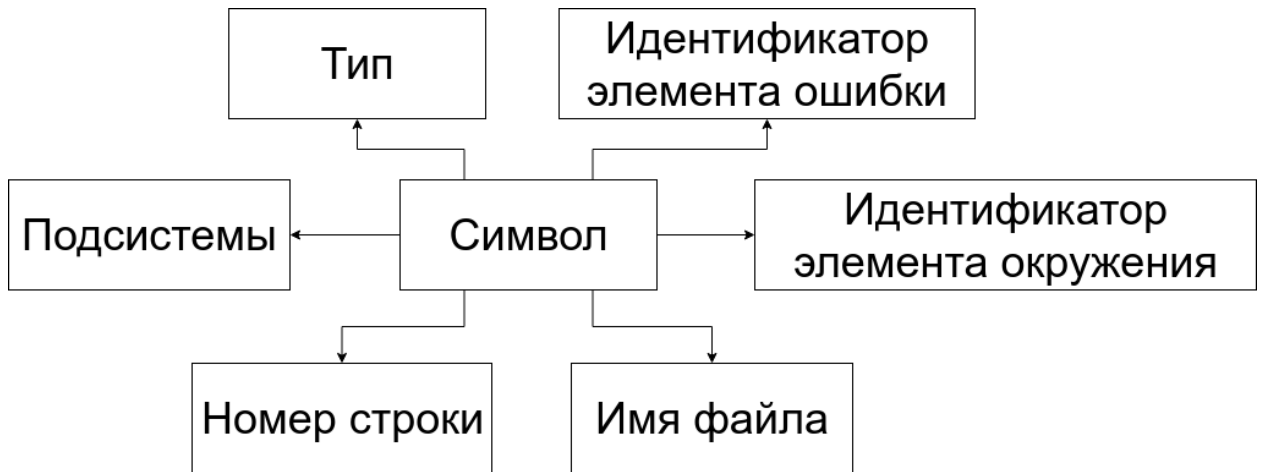 Тип
Идентификатор
элемента ошибки
Подсистемы
Символ
Идентификатор
элемента окружения
Номер строки
Имя файла